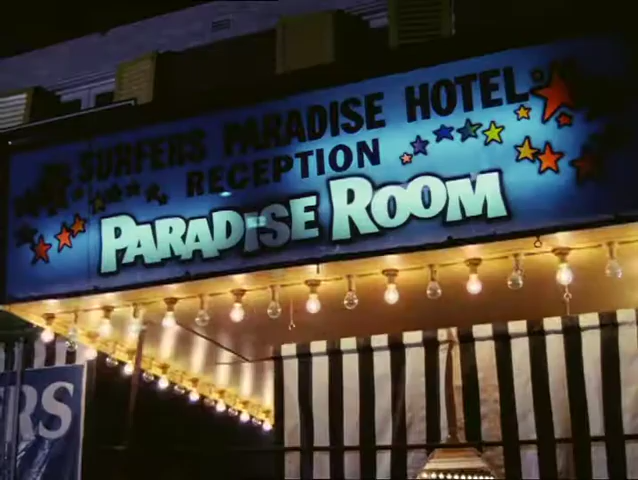 SURFERS PARADISE HOTEL
RECEPTION
PARADISE ROOM
RS